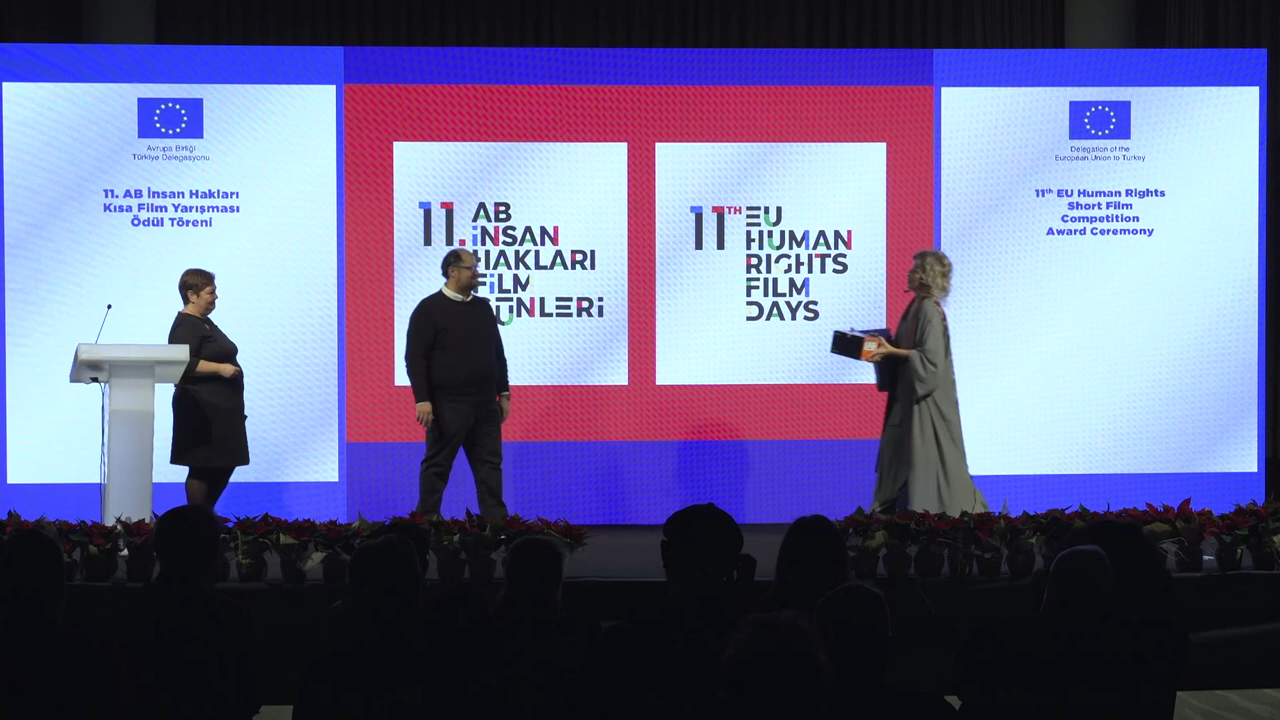 Avrupa Birliği
Türkiye Delegasyonu
11. AB İnsan Hakları
Kısa Film Yarışması
Ödül Töreni
11. AB
İNSAN
HAKLARI
FİLM
GÜNLERİ
11TH EU
HUMAN
RIGHTS
FILM
DAYS
Delegation of the
European Union to Turkey
11th EU Human Rights
Short Film
Competition
Award Ceremony